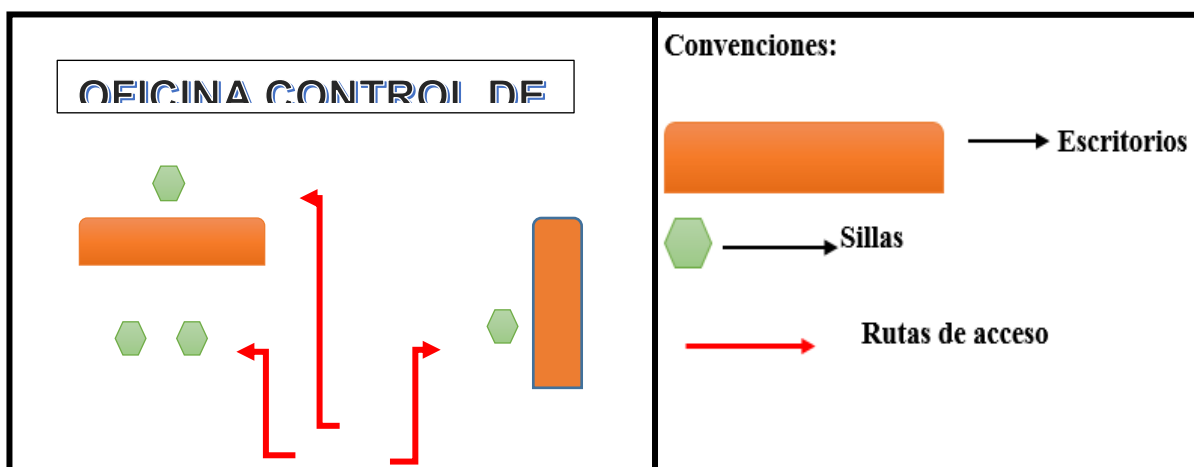 OFICINA CONTROL DE
Convenciones:
Escritorios
Sillas
Rutas de acceso